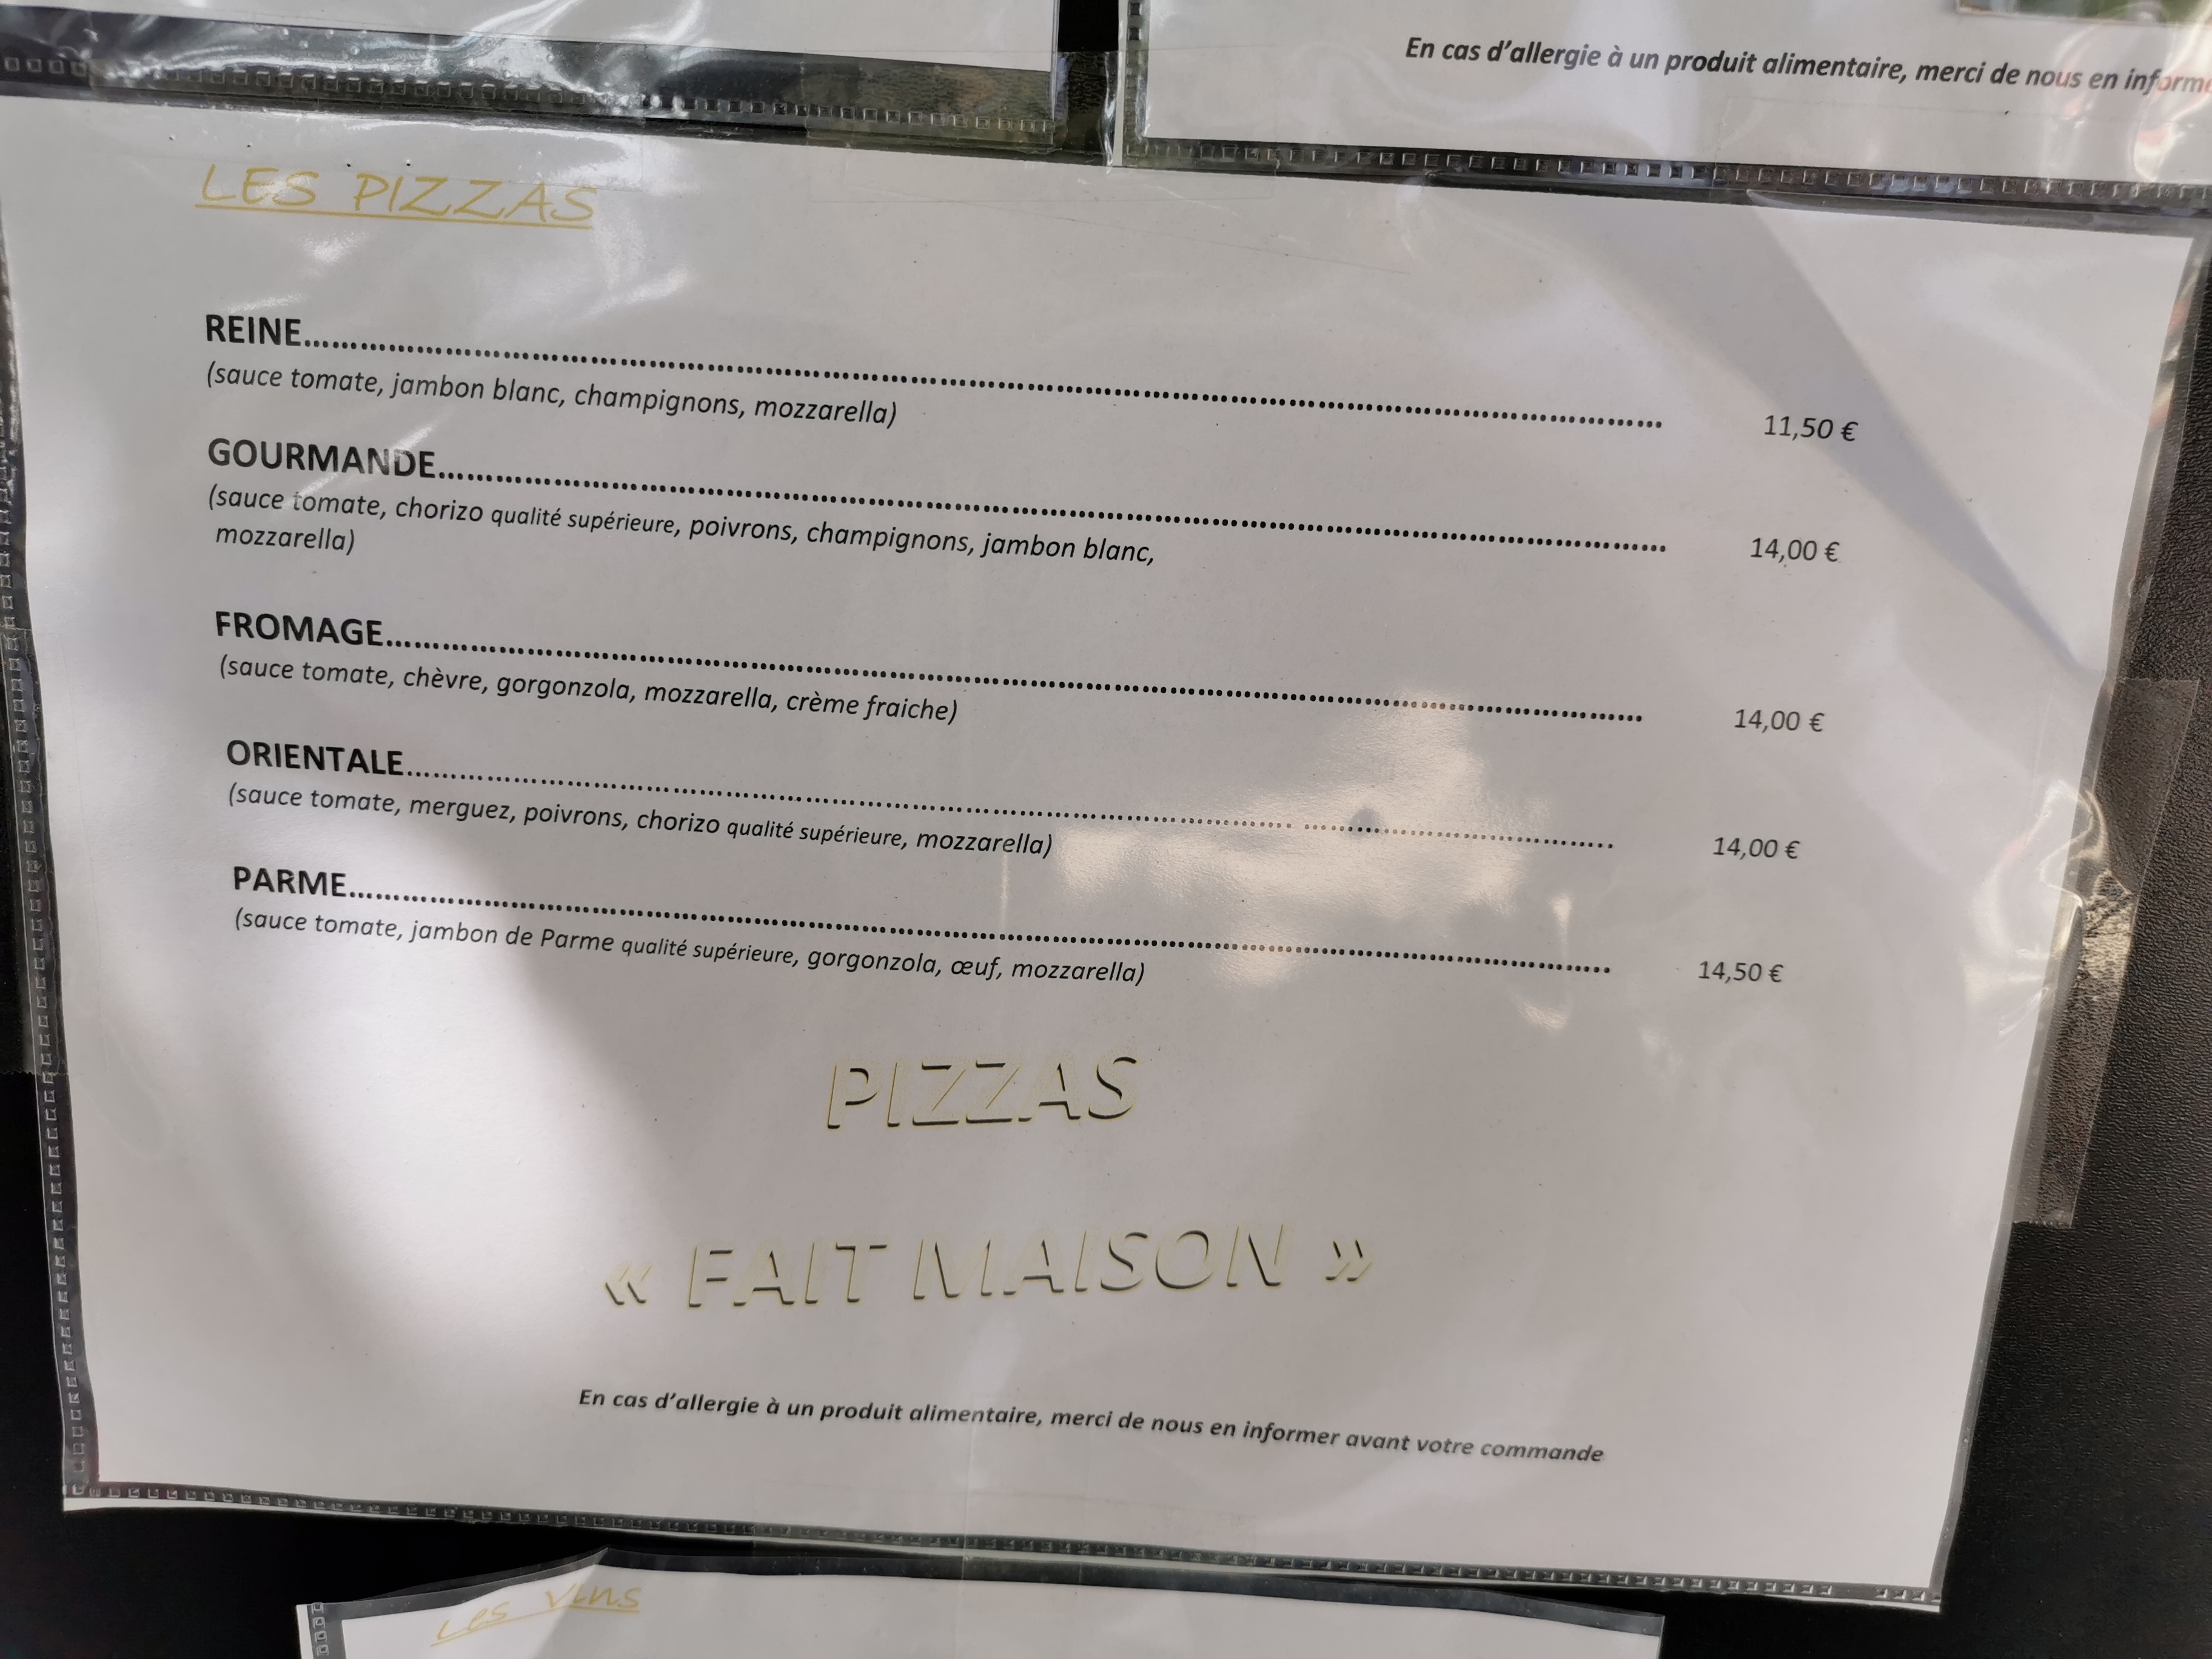 En cas d'allergie à un produit alimentaire, merci de nous en
LES PIZZAS
REINE.......................................................... 11,50 €
(sauce tomate, jambon blanc, champignons, mozzarella)
GOURMANDE.......................................................... 14,00 €
(sauce tomate, chorizo qualité supérieure, poivrons, champignons, jambon blanc,
mozzarella)
FROMAGE.......................................................... 14,00 €
(sauce tomate, chèvre, gorgonzola, mozzarella, crème fraiche)
ORIENTALE.......................................................... 14,00 €
(sauce tomate, merguez, poivrons, chorizo qualité supérieure, mozzarella)
PARME.......................................................... 14,50 €
(sauce tomate, jambon de Parme qualité supérieure, gorgonzola, œuf, mozzarella)
PIZZAS
« FAIT MAISON »
En cas d'allergie à un produit alimentaire, merci de nous en informer avant votre commande
Les Vins